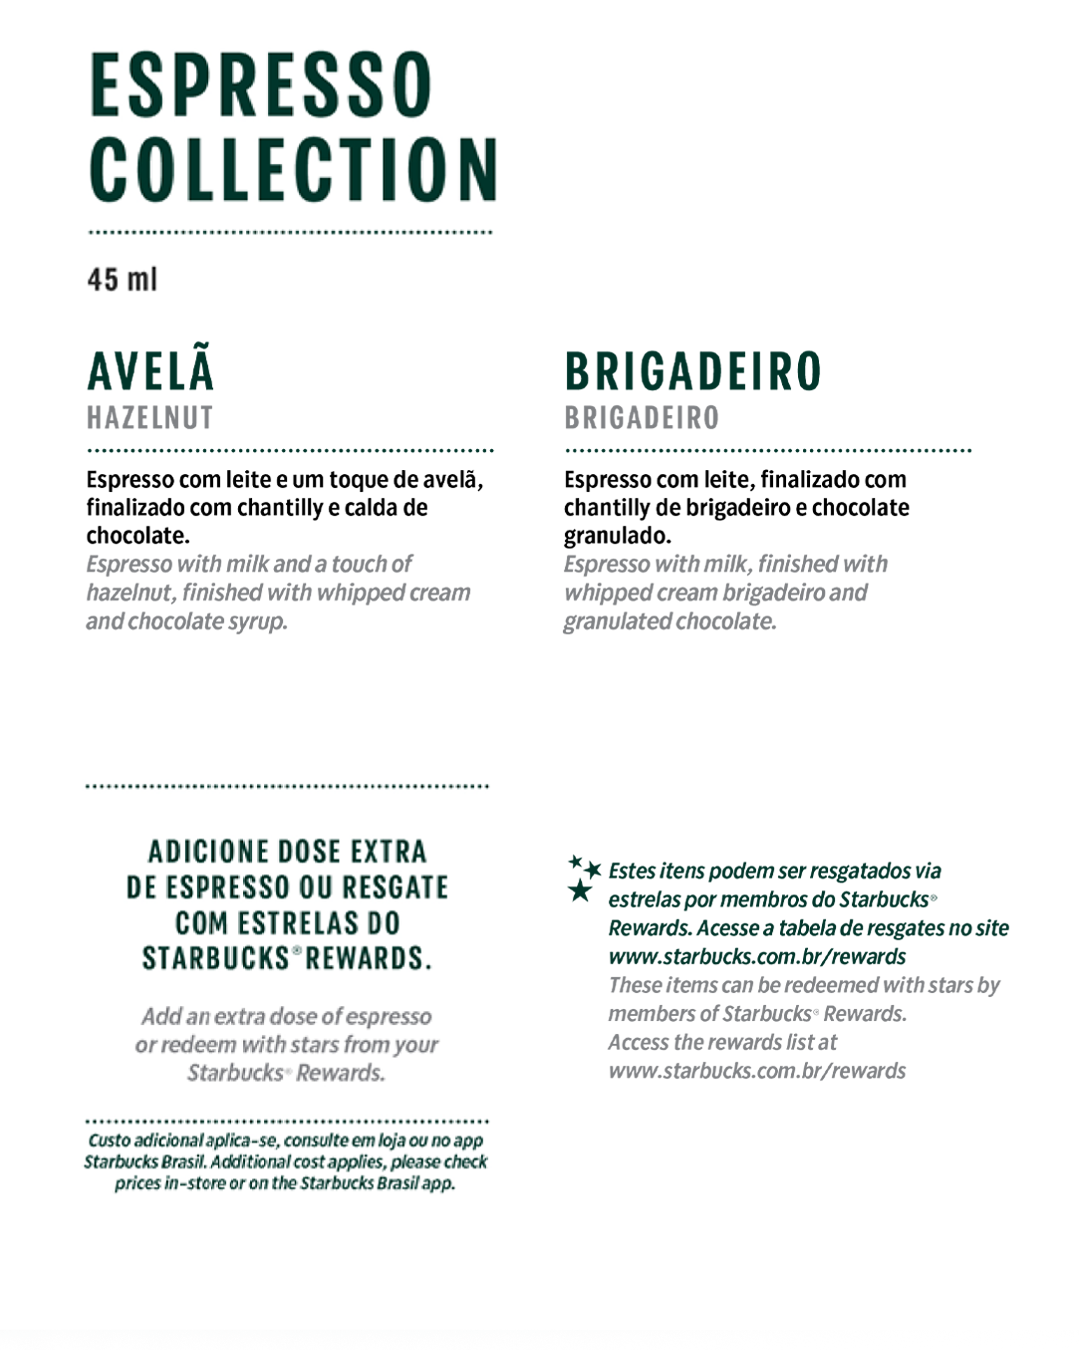 ESPRESSO
COLLECTION
45 ml
AVELÃ
HAZELNUT
Espresso com leite e um toque de avelã,
finalizado com chantilly e calda de
chocolate.
Espresso with milk and a touch of
hazelnut, finished with whipped cream
and chocolate syrup.
BRIGADEIRO
BRIGADEIRO
Espresso com leite, finalizado com
chantilly de brigadeiro e chocolate
granulado.
Espresso with milk, finished with
whipped cream brigadeiro and
granulated chocolate.
ADICIONE DOSE EXTRA
DE ESPRESSO OU RESGATE
COM ESTRELAS DO
STARBUCKS®REWARDS.
Add an extra dose of espresso
or redeem with stars from your
Starbucks® Rewards.
Custo adicional aplica-se, consulte em loja ou no app
Starbucks Brasil. Additional cost applies, please check
prices in-store or on the Starbucks Brasil app.
Estes itens podem ser resgatados via
estrelas por membros do Starbucks®
Rewards. Acesse a tabela de resgates no site
www.starbucks.com.br/rewards
These items can be redeemed with stars by
members of Starbucks® Rewards.
Access the rewards list at
www.starbucks.com.br/rewards